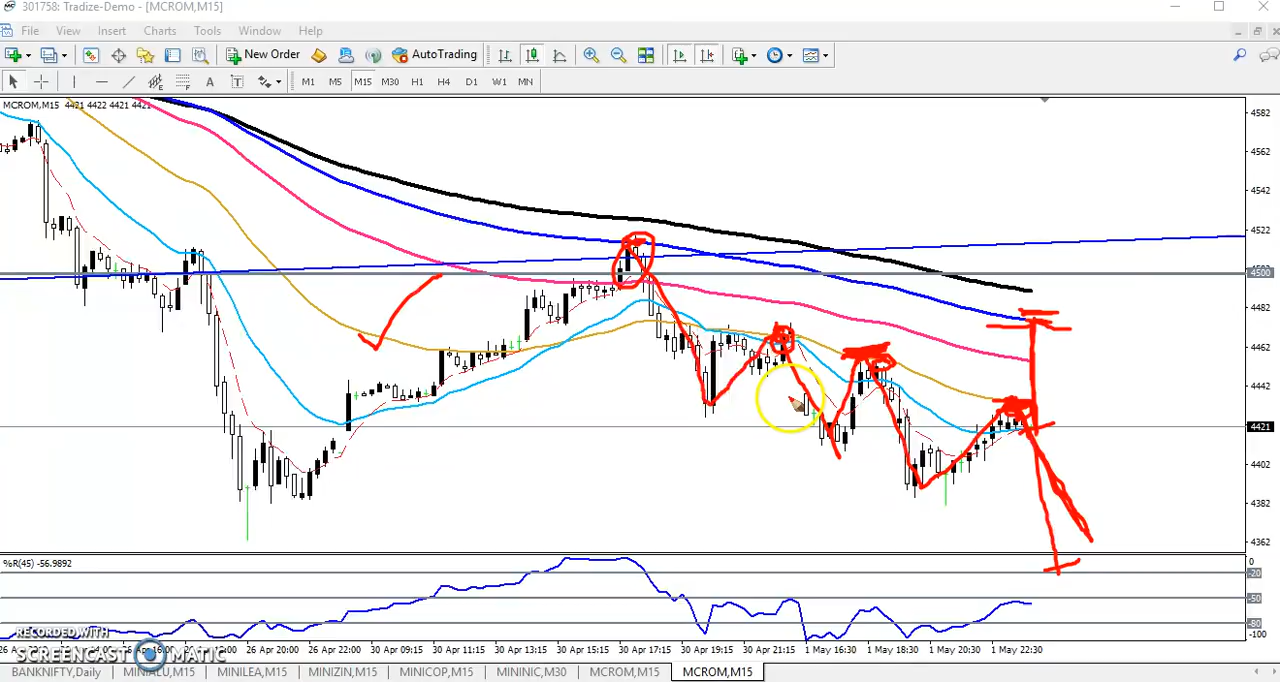 301758: Tradize-Demo - [MCROM,M15]
File View Insert Charts Tools Window Help
New Order AutoTrading
A T M1 M5 M15 M30 H1 H4 D1 W1 MN
MCROM,M15 4421 4422 4421 4421
4582
4562
4542
4522
4500
4482
4462
4442
4421
4402
4382
4362
%R(45) -56.9892
0
-20
-50
-80
-100
RECORDED WITH
SCREENCAST MATIC
26 Apr 20:00 26 Apr 22:00 30 Apr 09:15 30 Apr 11:15 30 Apr 13:15 30 Apr 15:15 30 Apr 17:15 30 Apr 19:15 30 Apr 21:15 1 May 16:30 1 May 18:30 1 May 20:30 1 May 22:30
BANKNIFTY,Daily MINIALU,M15 MINILEA,M15 MINIZIN,M15 MINICOP,M15 MININIC,M30 MCROM,M15 MCROM,M15